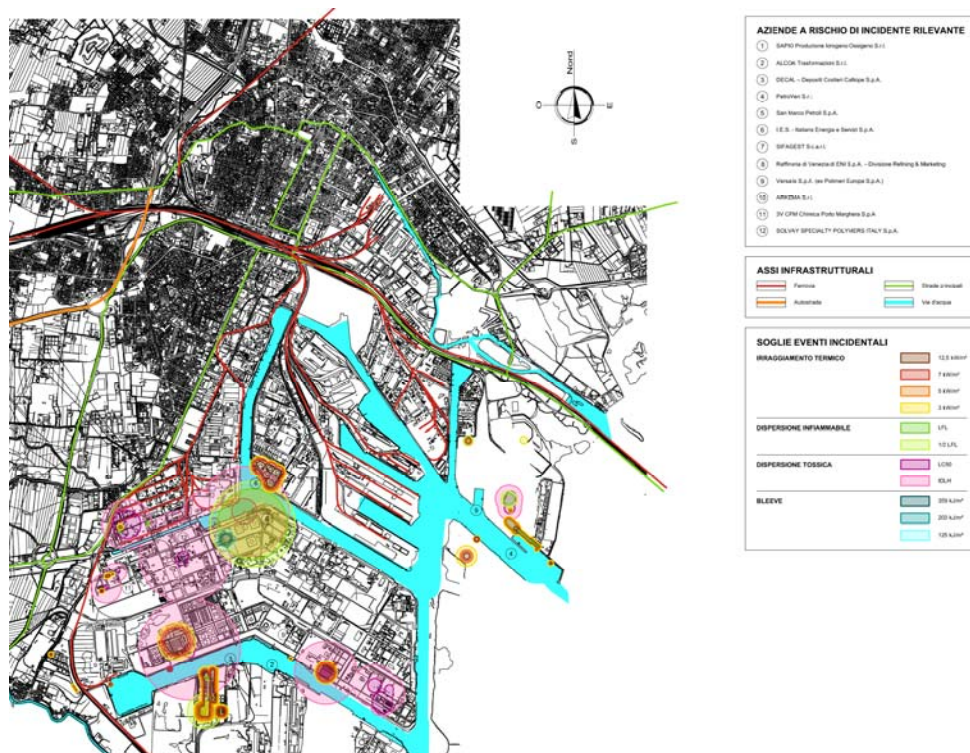 Nord
O
E
S
AZIENDE A RISCHIO DI INCIDENTE RILEVANTE
1 SAPIO Produzione Idrogeno Ossigeno S.r.l.
2 ALCOA Trasformazioni S.r.l.
3 DECAL – Depositi Costieri Calliope S.p.A.
4 PetroVen S.r.l.
5 San Marco Petroli S.p.A.
6 I.E.S. - Italiana Energia e Servizi S.p.A.
7 SIFAGEST S.c.a.r.l.
8 Raffineria di Venezia di ENI S.p.A. – Divisione Refining & Marketing
9 Versalis S.p.A. (ex Polimeri Europa S.p.A.)
10 ARKEMA S.r.l.
11 3V CPM Chimica Porto Marghera S.p.A.
12 SOLVAY SPECIALTY POLYMERS ITALY S.p.A.
ASSI INFRASTRUTTURALI
Ferrovia
Strade principali
Autostrada
Vie d'acqua
SOGLIE EVENTI INCIDENTALI
IRRAGGIAMENTO TERMICO
12,5 kW/m²
7 kW/m²
5 kW/m²
3 kW/m²
DISPERSIONE INFIAMMABILE
LFL
1/2 LFL
DISPERSIONE TOSSICA
LC50
IDLH
BLEEVE
359 kJ/m²
200 kJ/m²
125 kJ/m²